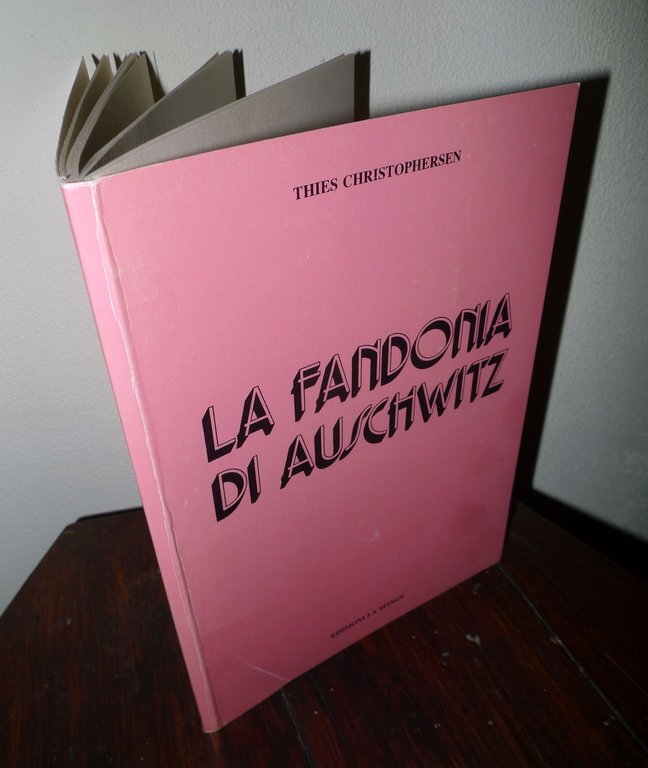 THIES CHRISTOPHERSEN
LA FANDONIA
DI AUSCHWITZ
EDIZIONI LA SFINGE